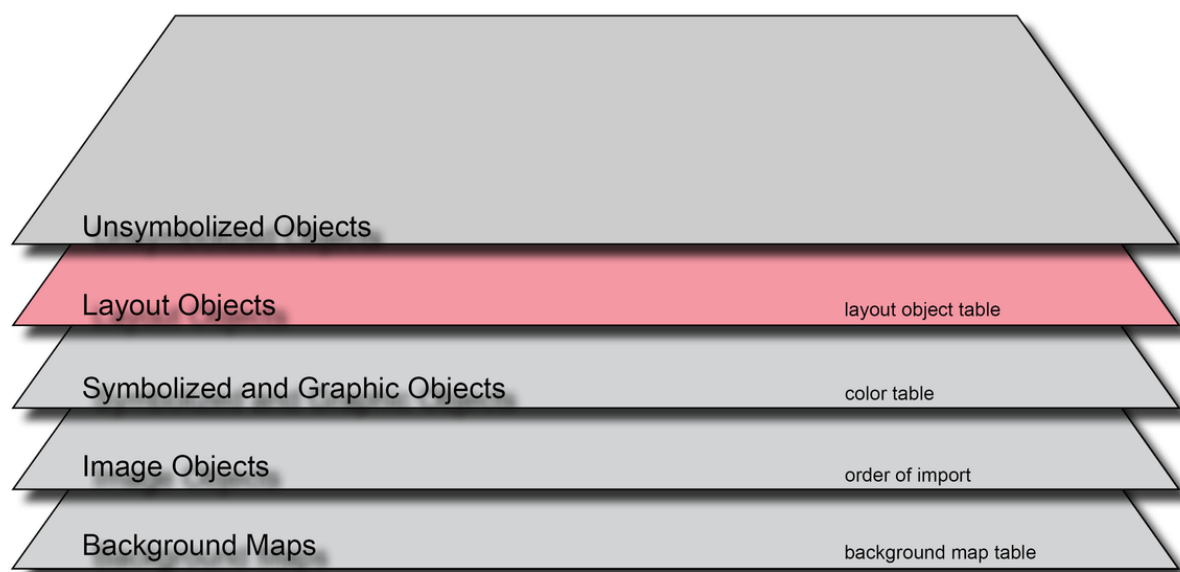 Unsymbolized Objects
Layout Objects layout object table
Symbolized and Graphic Objects color table
Image Objects order of import
Background Maps background map table